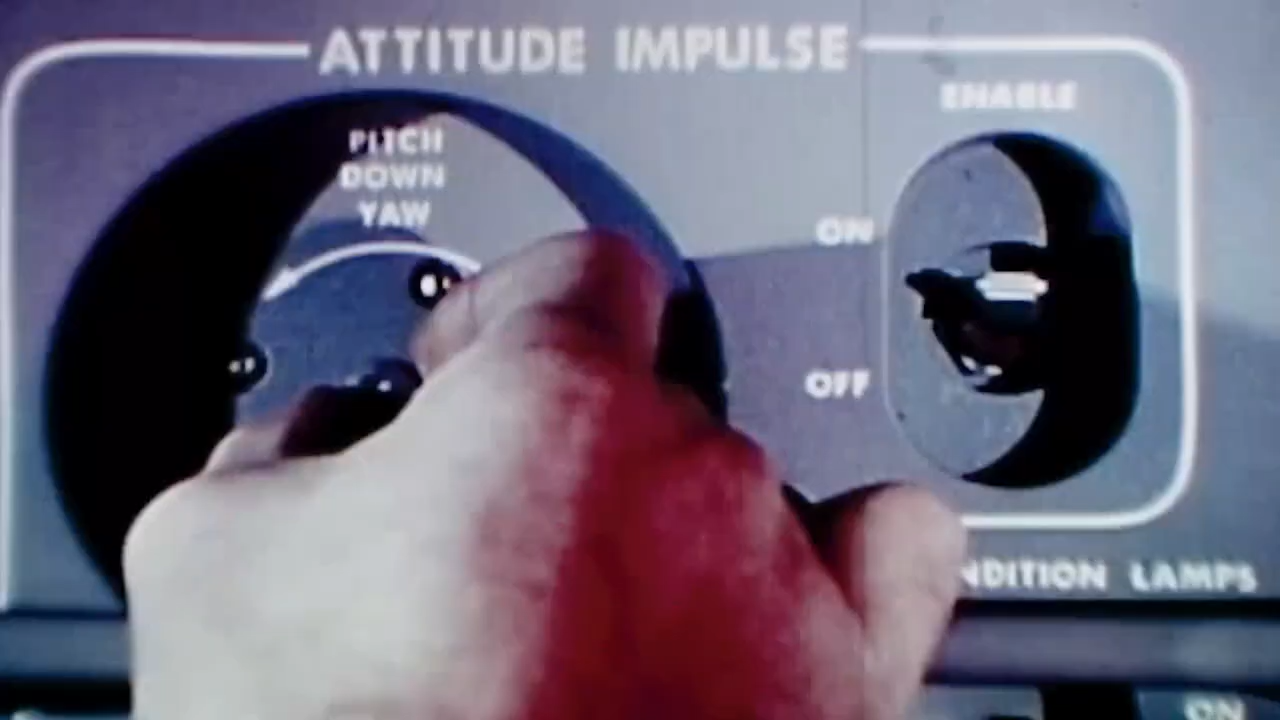 ATTITUDE IMPULSE
ENABLE
PITCH
DOWN
YAW
ON
OFF
NDITION LAMPS
ON